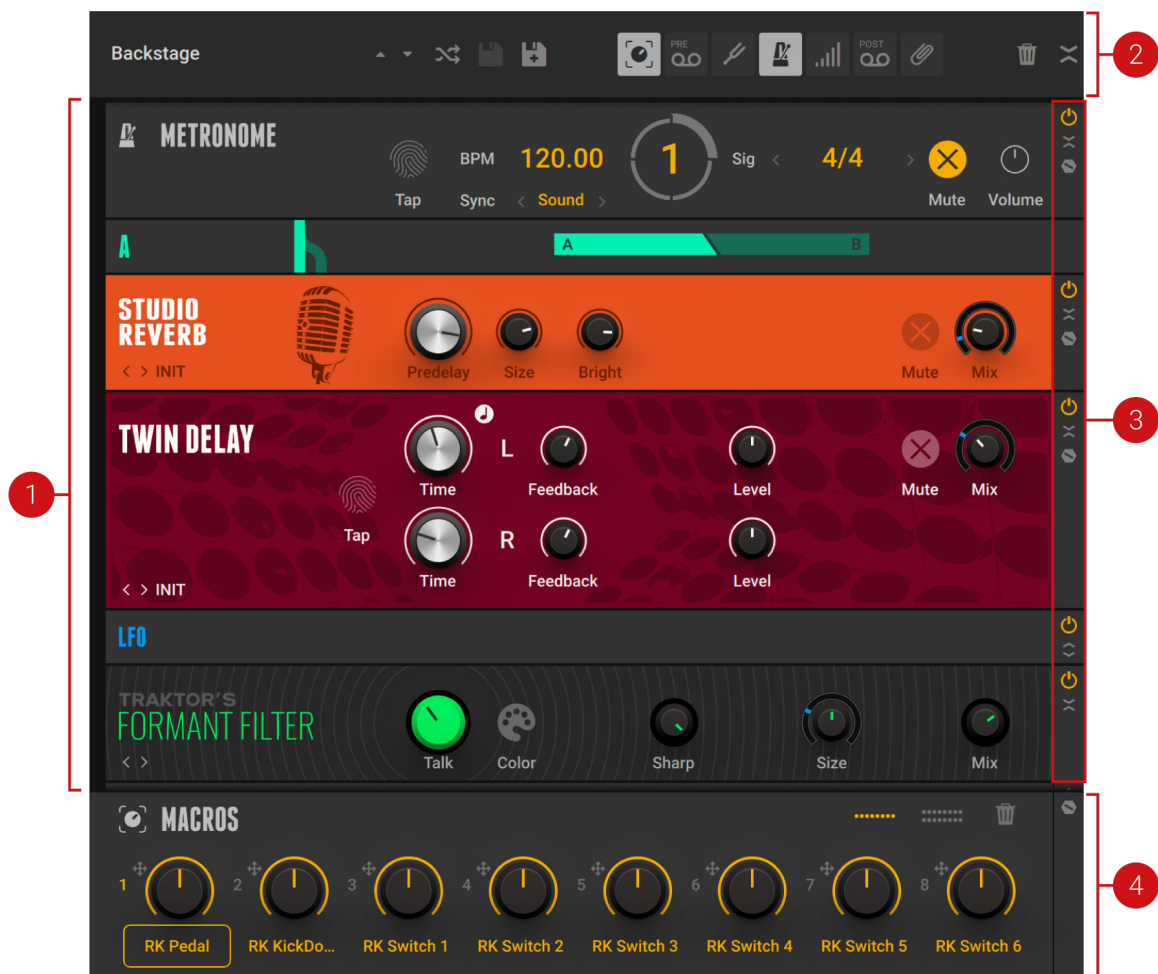 Backstage
PRE
POST
2
METRONOME
BPM 120.00
1
Sig < 4/4 >
Tap
Sync < Sound >
Mute
Volume
A
A
B
STUDIO
REVERB
< > INIT
Predelay
Size
Bright
Mute
Mix
3
TWIN DELAY
L
Time
Feedback
Level
Mute
Mix
1
Tap
R
Time
Feedback
Level
< > INIT
LFO
TRAKTOR'S
FORMANT FILTER
< >
Talk
Color
Sharp
Size
Mix
MACROS
1
2
3
4
5
6
7
8
4
RK Pedal
RK KickDo...
RK Switch 1
RK Switch 2
RK Switch 3
RK Switch 4
RK Switch 5
RK Switch 6